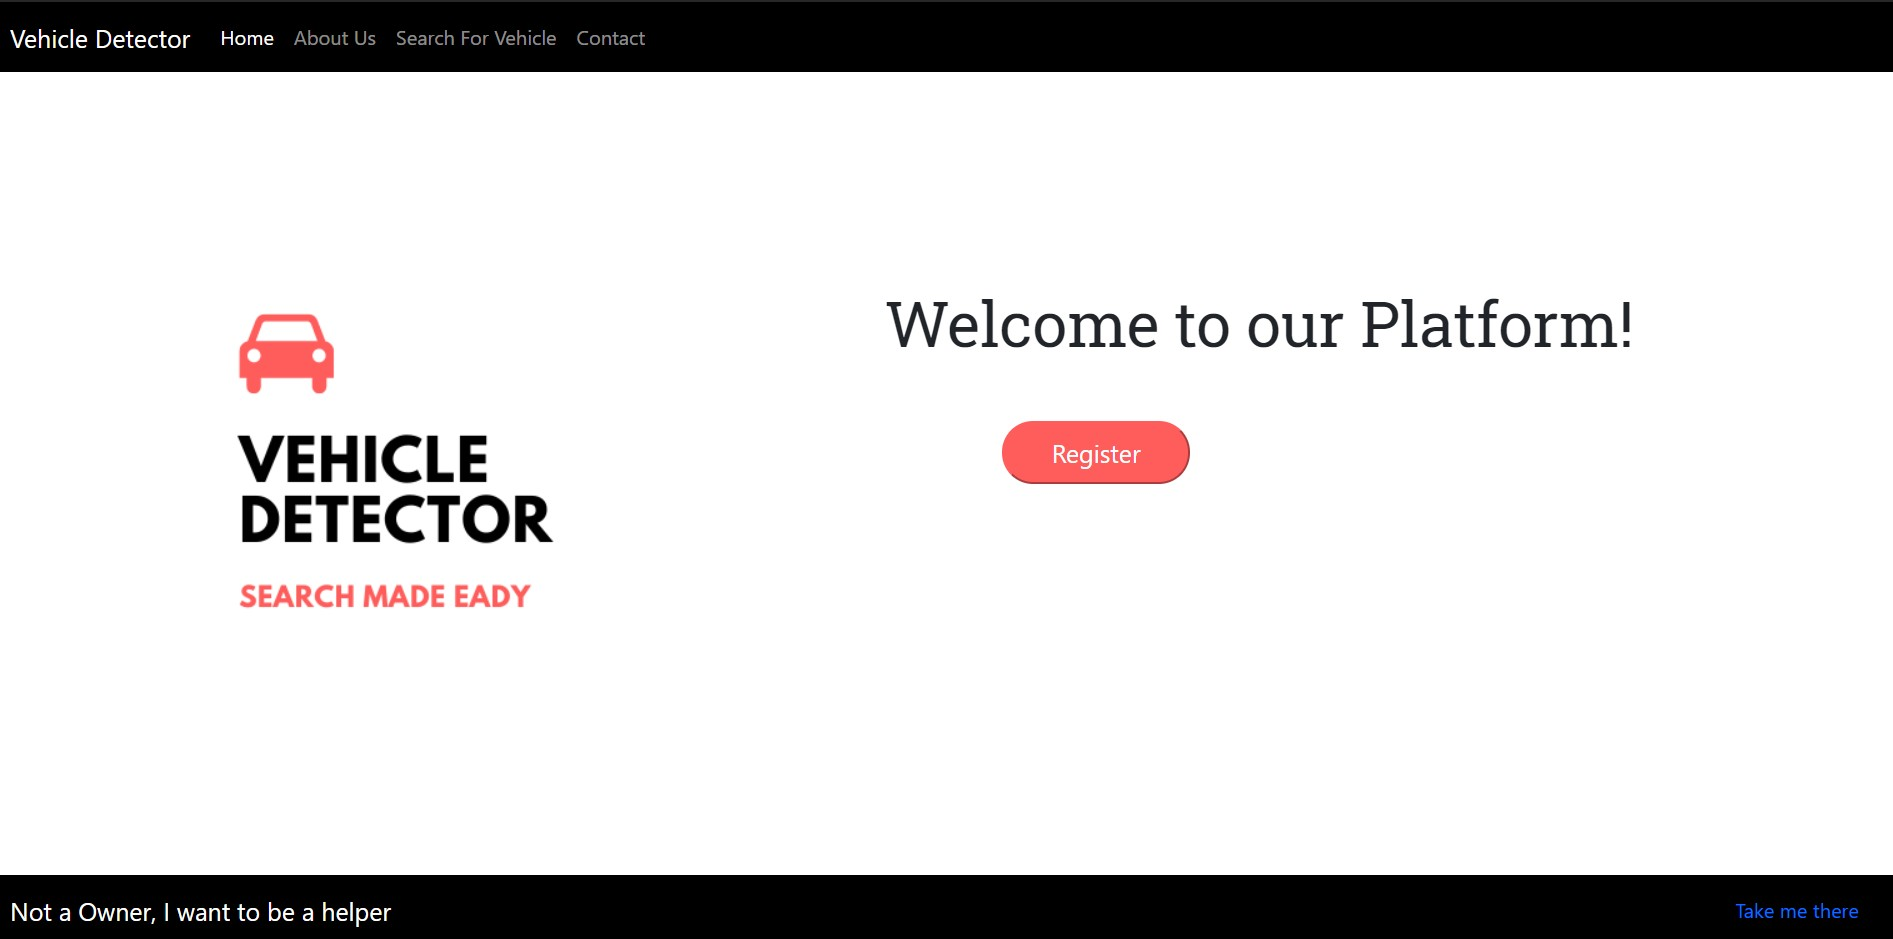 Vehicle Detector Home About Us Search For Vehicle Contact
Welcome to our Platform!
Register
VEHICLE
DETECTOR
SEARCH MADE EADY
Not a Owner, I want to be a helper Take me there